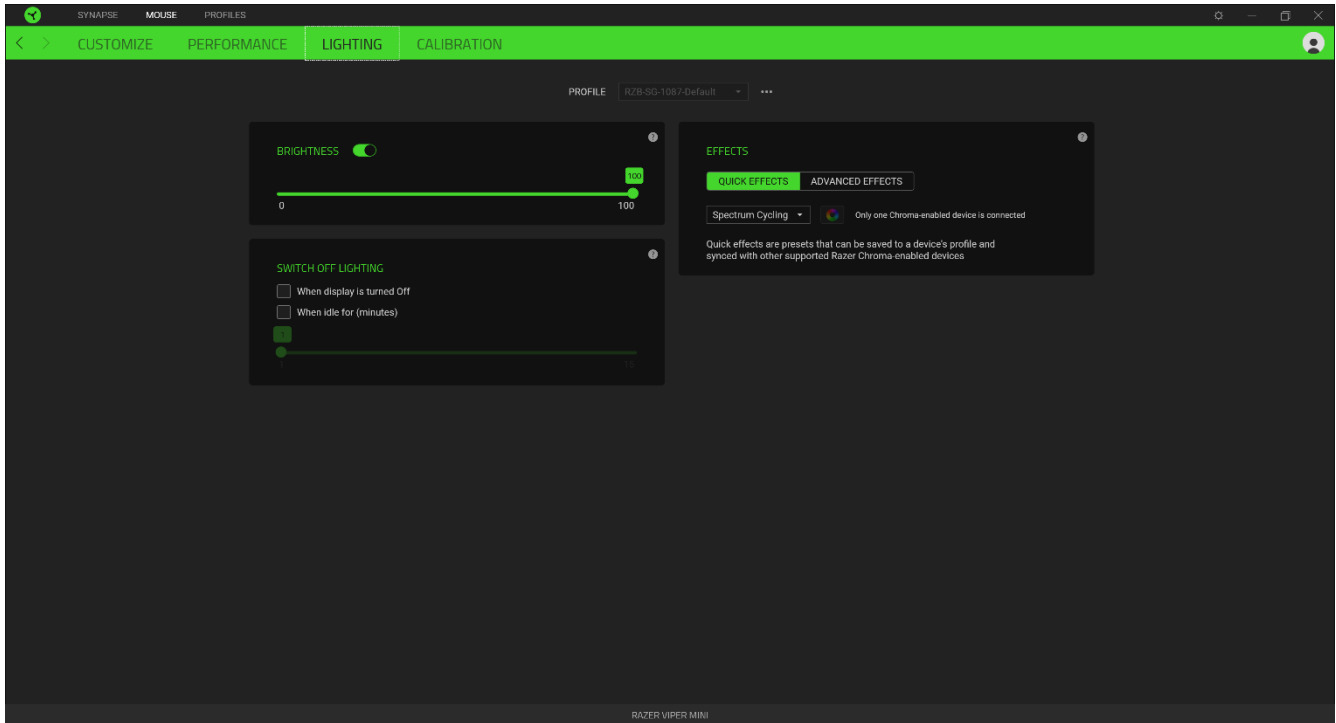 SYNAPSE MOUSE PROFILES
CUSTOMIZE PERFORMANCE LIGHTING CALIBRATION
PROFILE RZB-SG-1087-Default
BRIGHTNESS
100
0 100
SWITCH OFF LIGHTING
When display is turned Off
When idle for (minutes)
1
1 15
EFFECTS
QUICK EFFECTS ADVANCED EFFECTS
Spectrum Cycling Only one Chroma-enabled device is connected
Quick effects are presets that can be saved to a device's profile and
synced with other supported Razer Chroma-enabled devices
RAZER VIPER MINI